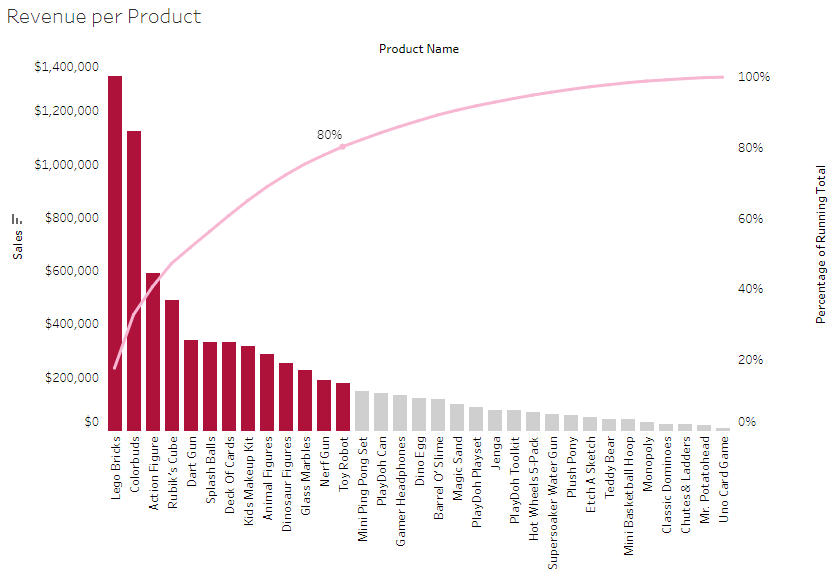 Revenue per Product
Product Name
$1,400,000
$1,200,000
$1,000,000
$800,000
$600,000
$400,000
$200,000
$0
Sales
80%
100%
80%
60%
40%
20%
0%
Percentage of Running Total
Lego Bricks
Colorbuds
Action Figure
Rubik's Cube
Dart Gun
Splash Balls
Deck Of Cards
Kids Makeup Kit
Animal Figures
Dinosaur Figures
Glass Marbles
Nerf Gun
Toy Robot
Mini Ping Pong Set
PlayDoh Can
Gamer Headphones
Dino Egg
Barrel O' Slime
Magic Sand
PlayDoh Playset
Jenga
PlayDoh Toolkit
Hot Wheels 5-Pack
Supersoaker Water Gun
Plush Pony
Etch A Sketch
Teddy Bear
Mini Basketball Hoop
Monopoly
Classic Dominoes
Chutes & Ladders
Mr. Potatohead
Uno Card Game